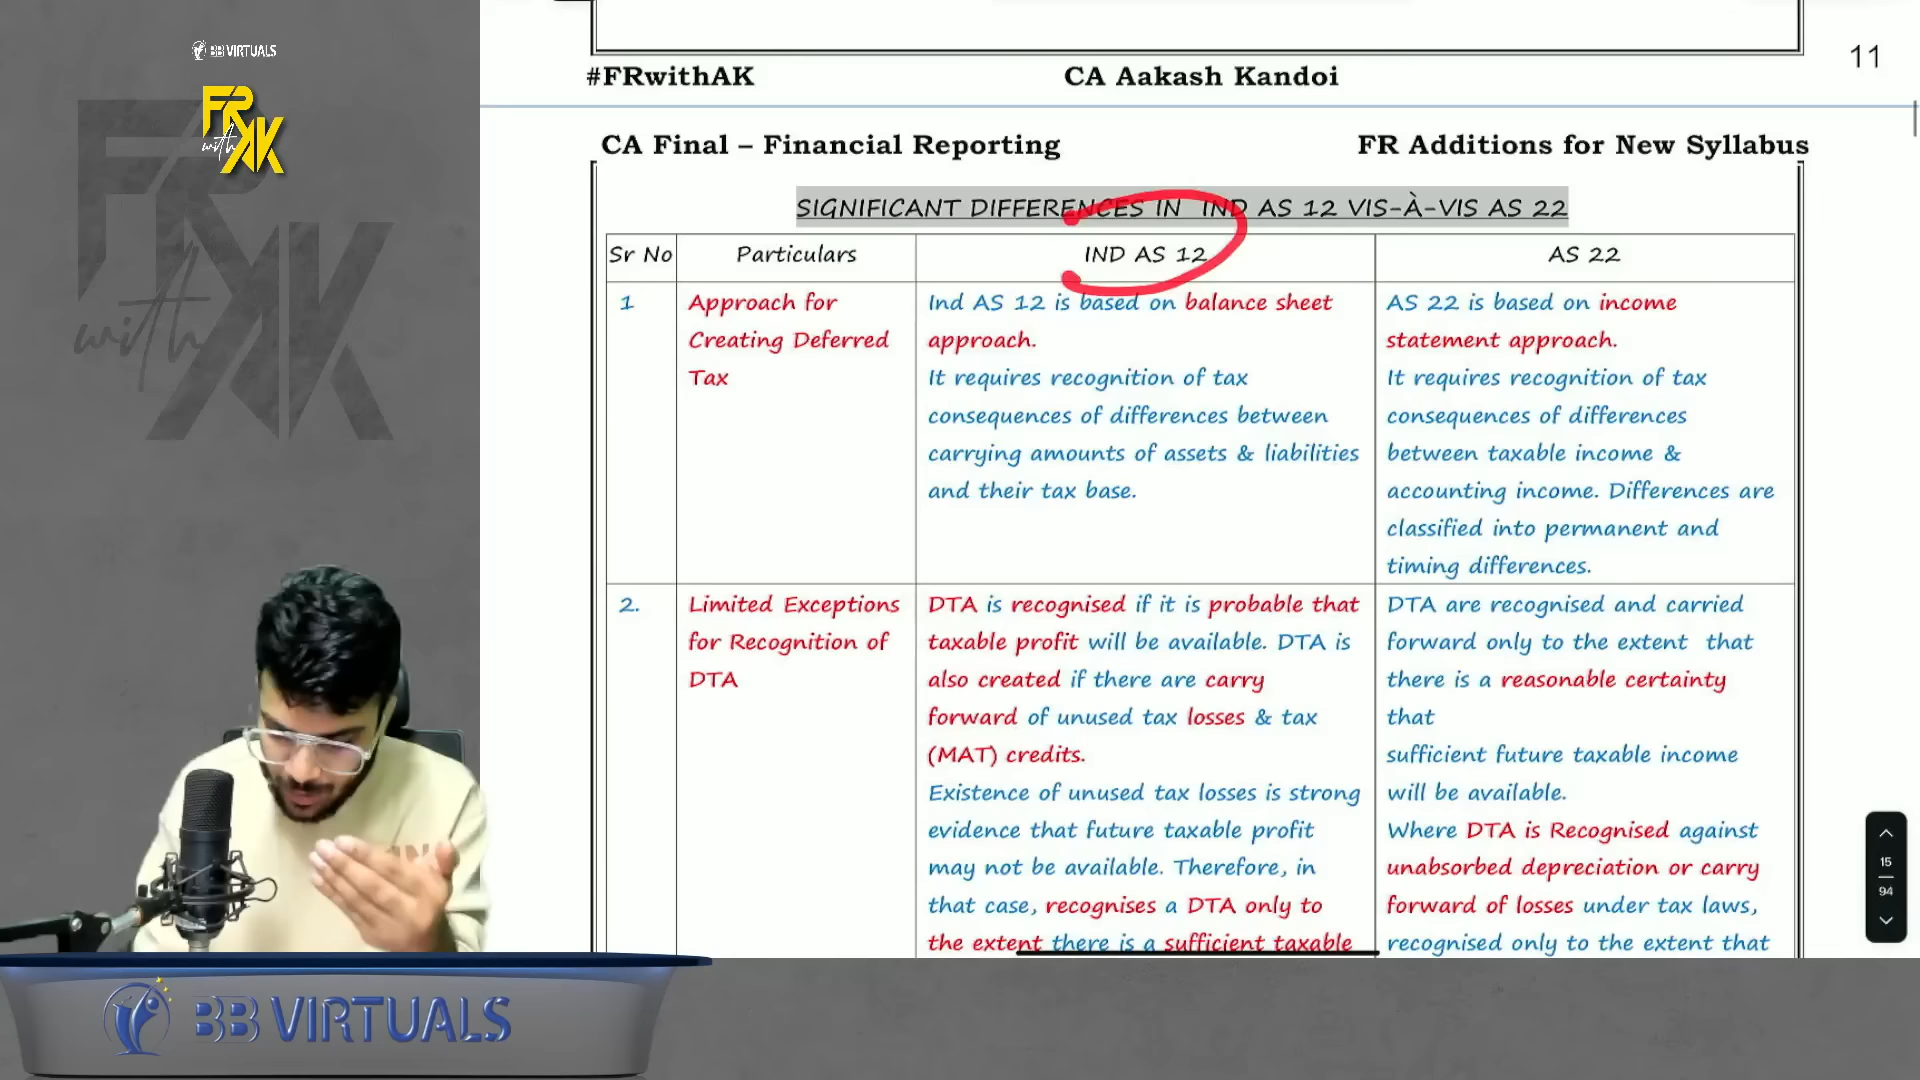 BB VIRTUALS
FR
with
AK
FR
with
AK
11
#FRwithAK CA Aakash Kandoi
CA Final – Financial Reporting FR Additions for New Syllabus
SIGNIFICANT DIFFERENCES IN IND AS 12 VIS-À-VIS AS 22
Sr No Particulars IND AS 12 AS 22
1 Approach for
Creating Deferred
Tax
Ind AS 12 is based on balance sheet
approach.
It requires recognition of tax
consequences of differences between
carrying amounts of assets & liabilities
and their tax base.
AS 22 is based on income
statement approach.
It requires recognition of tax
consequences of differences
between taxable income &
accounting income. Differences are
classified into permanent and
timing differences.
2. Limited Exceptions
for Recognition of
DTA
DTA is recognised if it is probable that
taxable profit will be available. DTA is
also created if there are carry
forward of unused tax losses & tax
(MAT) credits.
Existence of unused tax losses is strong
evidence that future taxable profit
may not be available. Therefore, in
that case, recognises a DTA only to
the extent there is a sufficient taxable
DTA are recognised and carried
forward only to the extent that
there is a reasonable certainty
that
sufficient future taxable income
will be available.
Where DTA is Recognised against
unabsorbed depreciation or carry
forward of losses under tax laws,
recognised only to the extent that
15
94
BB VIRTUALS